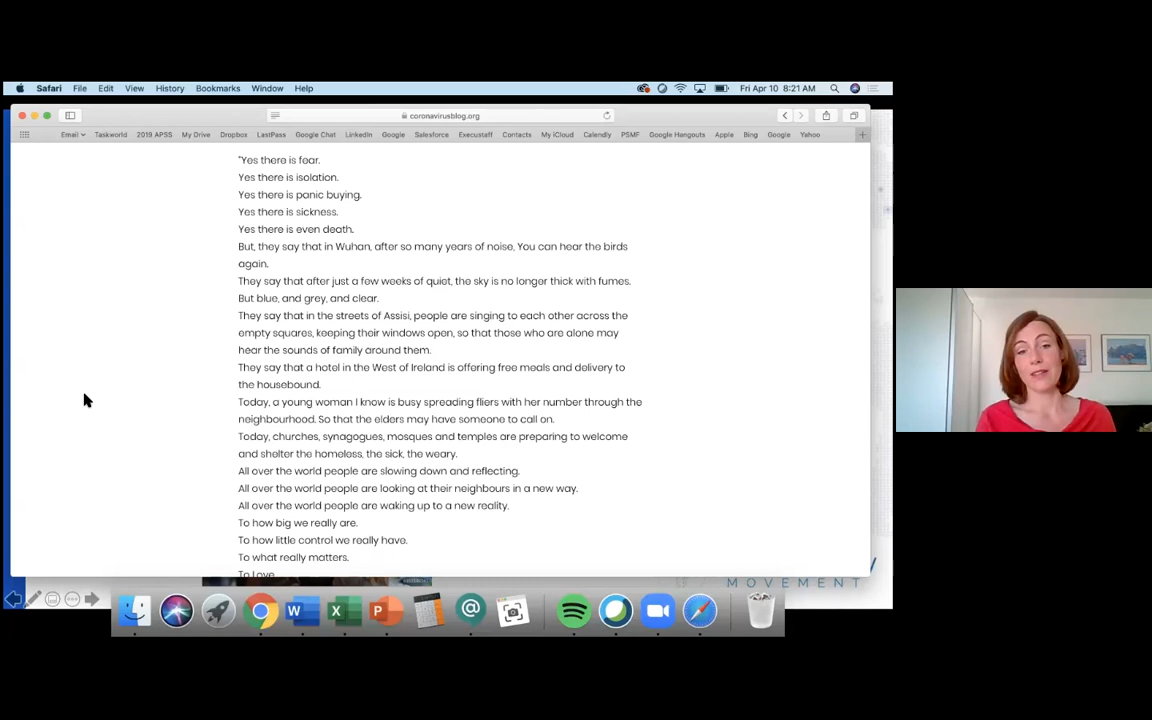 Safari File Edit View History Bookmarks Window Help Fri Apr 10 8:21 AM
coronavirusblog.org
Email Taskworld 2019 APSS My Drive Dropbox LastPass Google Chat LinkedIn Google Salesforce Execustaff Contacts My iCloud Calendly PSMF Google Hangouts Apple Bing Google Yahoo
"Yes there is fear.
Yes there is isolation.
Yes there is panic buying.
Yes there is sickness.
Yes there is even death.
But, they say that in Wuhan, after so many years of noise, You can hear the birds
again.
They say that after just a few weeks of quiet, the sky is no longer thick with fumes.
But blue, and grey, and clear.
They say that in the streets of Assisi, people are singing to each other across the
empty squares, keeping their windows open, so that those who are alone may
hear the sounds of family around them.
They say that a hotel in the West of Ireland is offering free meals and delivery to
the housebound.
Today, a young woman I know is busy spreading fliers with her number through the
neighbourhood. So that the elders may have someone to call on.
Today, churches, synagogues, mosques and temples are preparing to welcome
and shelter the homeless, the sick, the weary.
All over the world people are slowing down and reflecting.
All over the world people are looking at their neighbours in a new way.
All over the world people are waking up to a new reality.
To how big we really are.
To how little control we really have.
To what really matters.
To Love
MOVEMENT
W X P @